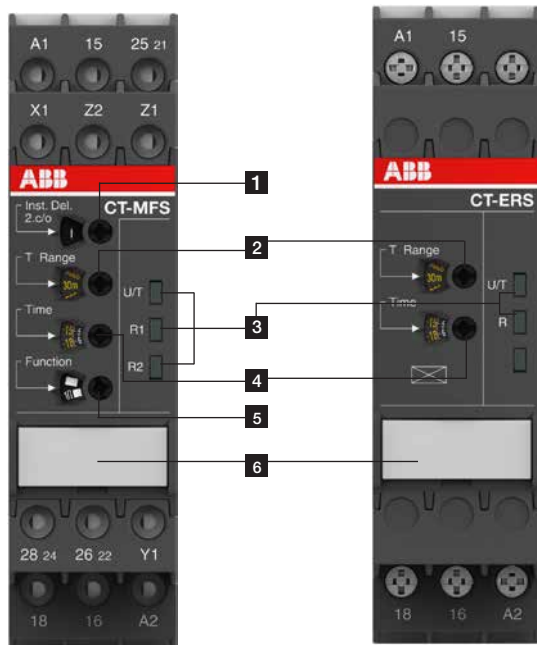 A1 15 25 21
X1 Z2 Z1
ABB
Inst. Del.
2.c/o
CT-MFS
T Range
30m
U/T
Time
R1
R2
Function
28 24 26 22 Y1
18 16 A2
1
2
3
4
5
6
A1 15
ABB
CT-ERS
T Range
30m
U/T
Time
R
18 16 A2